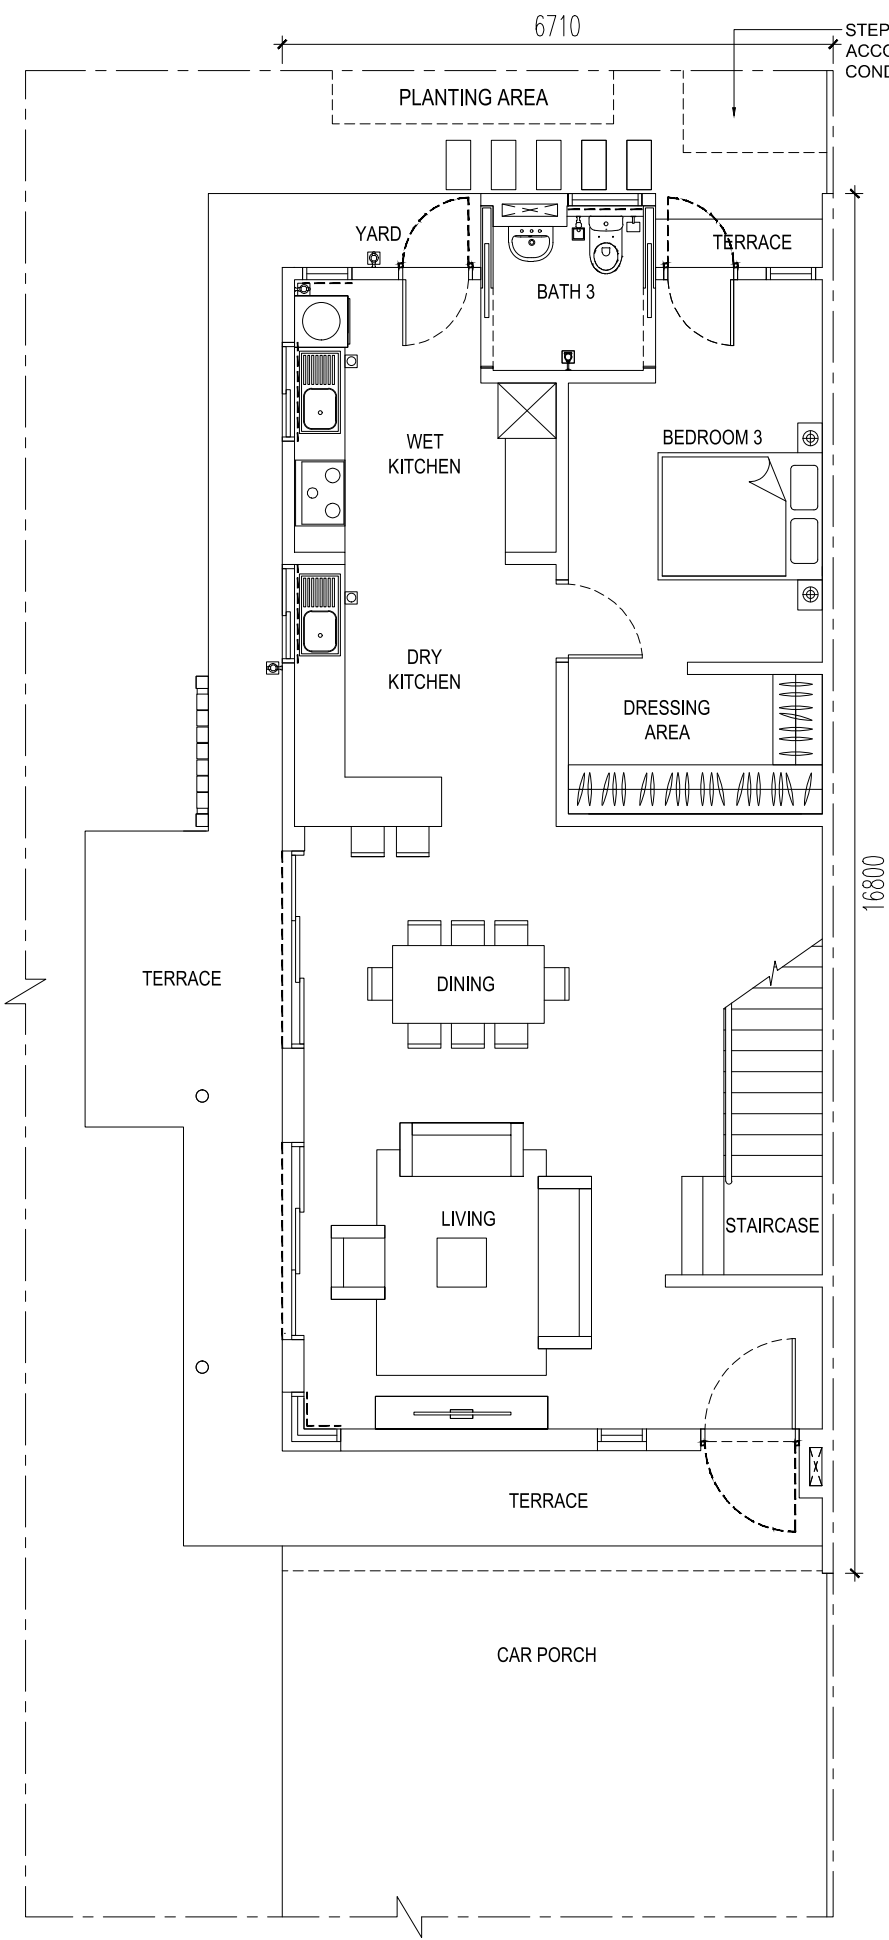 6710
STEP
ACCO
COND
PLANTING AREA
YARD
TERRACE
BATH 3
WET
KITCHEN
BEDROOM 3
DRY
KITCHEN
DRESSING
AREA
16800
TERRACE
DINING
LIVING
STAIRCASE
TERRACE
CAR PORCH